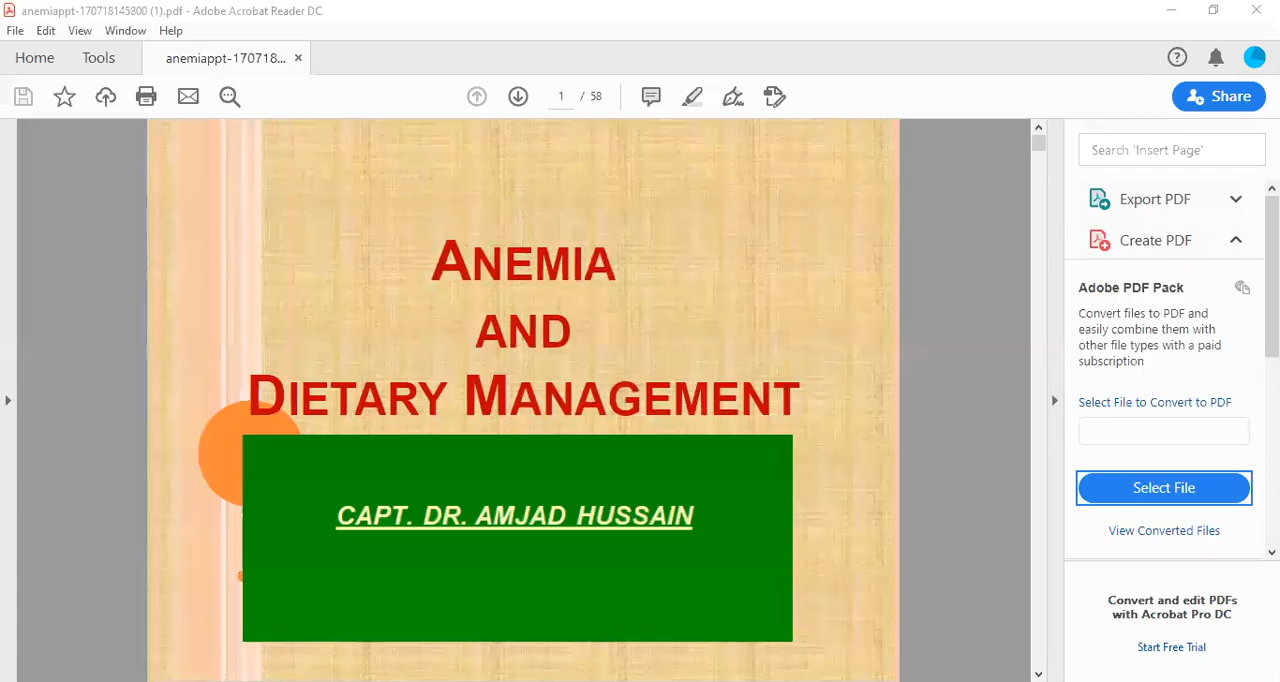 anemiappt-170718145800 (1).pdf - Adobe Acrobat Reader DC
File Edit View Window Help
Home Tools anemiappt-170718... ×
1 / 58
Share
Search 'Insert Page'
Export PDF
Create PDF
Adobe PDF Pack
Convert files to PDF and
easily combine them with
other file types with a paid
subscription
Select File to Convert to PDF
Select File
View Converted Files
Convert and edit PDFs
with Acrobat Pro DC
Start Free Trial
ANEMIA
AND
DIETARY MANAGEMENT
CAPT. DR. AMJAD HUSSAIN